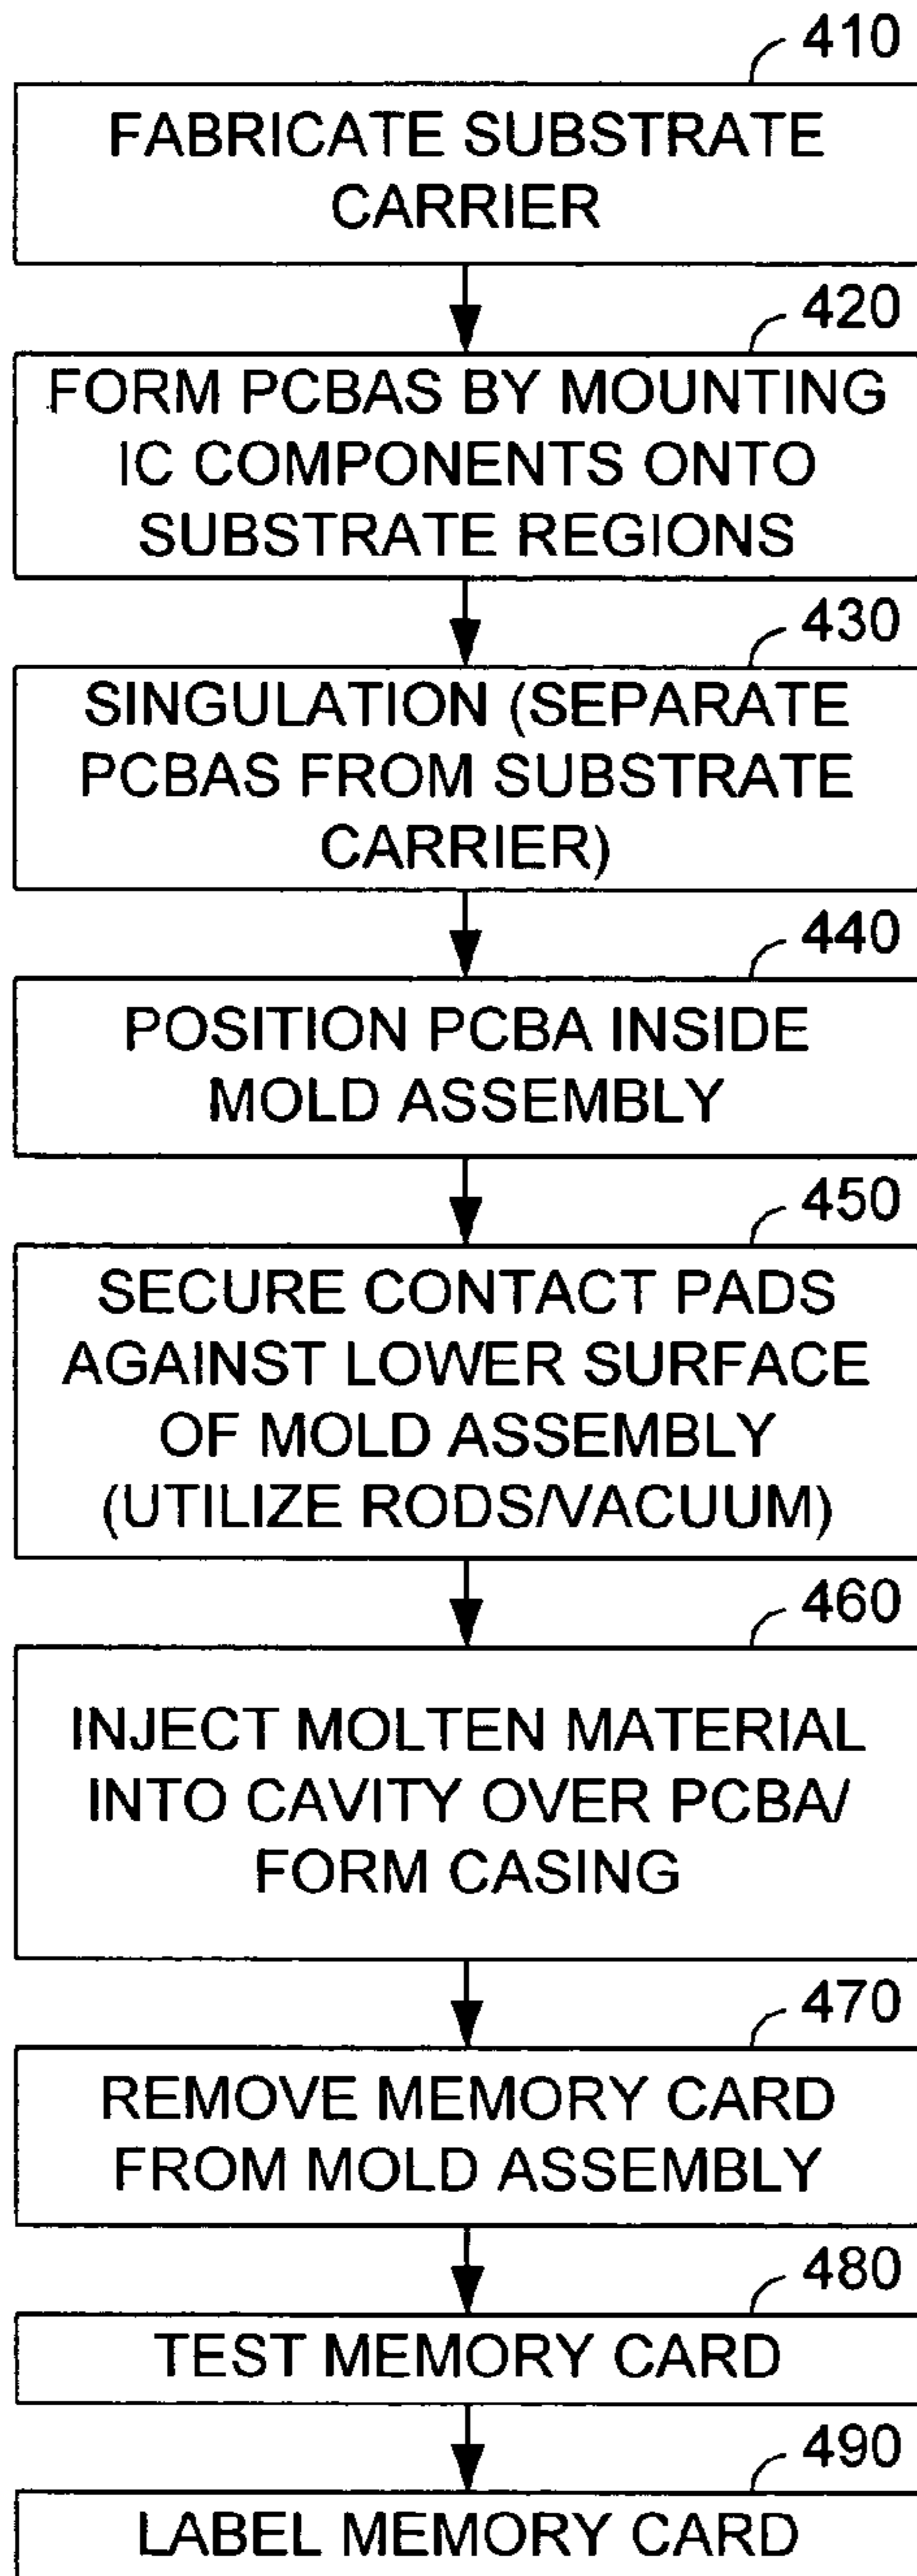 410
FABRICATE SUBSTRATE
CARRIER
420
FORM PCBAS BY MOUNTING
IC COMPONENTS ONTO
SUBSTRATE REGIONS
430
SINGULATION (SEPARATE
PCBAS FROM SUBSTRATE
CARRIER)
440
POSITION PCBA INSIDE
MOLD ASSEMBLY
450
SECURE CONTACT PADS
AGAINST LOWER SURFACE
OF MOLD ASSEMBLY
(UTILIZE RODS/VACUUM)
460
INJECT MOLTEN MATERIAL
INTO CAVITY OVER PCBA/
FORM CASING
470
REMOVE MEMORY CARD
FROM MOLD ASSEMBLY
480
TEST MEMORY CARD
490
LABEL MEMORY CARD